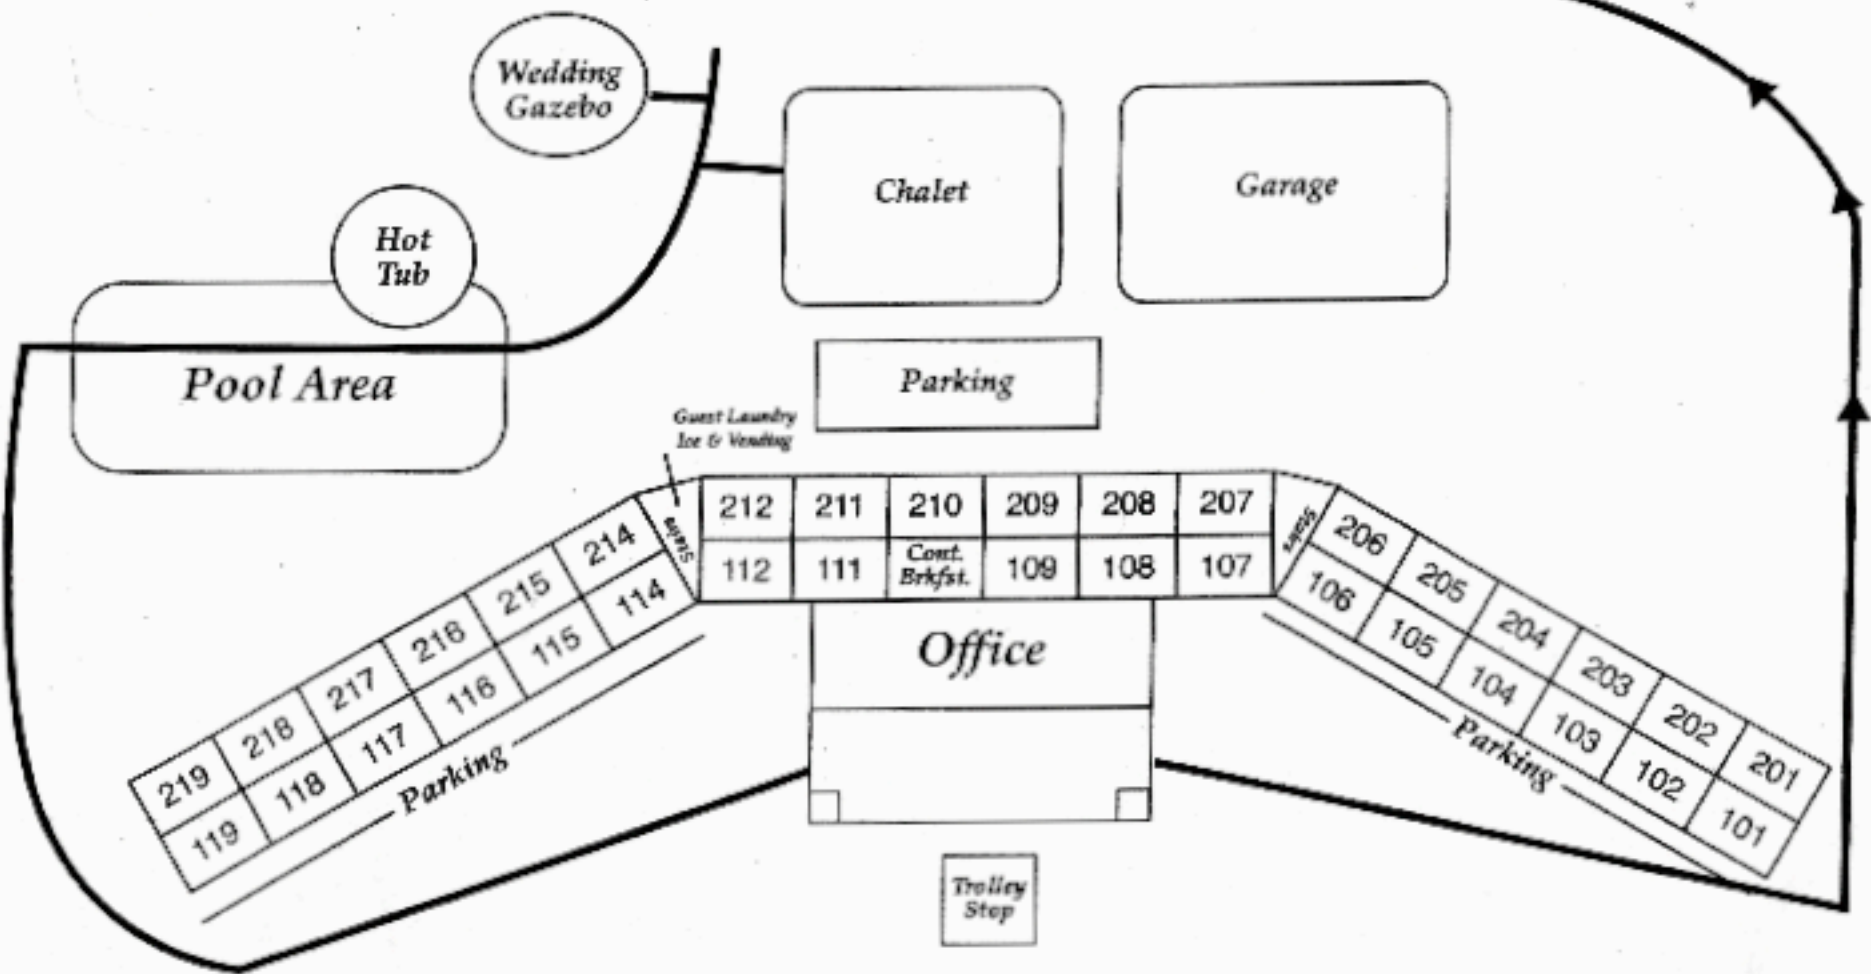 Wedding
Gazebo
Hot
Tub
Chalet
Garage
Pool Area
Parking
Guest Laundry
Ice & Vending
Stairs
212 211 210 209 208 207
112 111 Cont. Brkfst. 109 108 107
Stairs
214
215
216
217
218
219
114
115
116
117
118
119
Parking
206
205
204
203
202
201
106
105
104
103
102
101
Parking
Office
Trolley
Stop